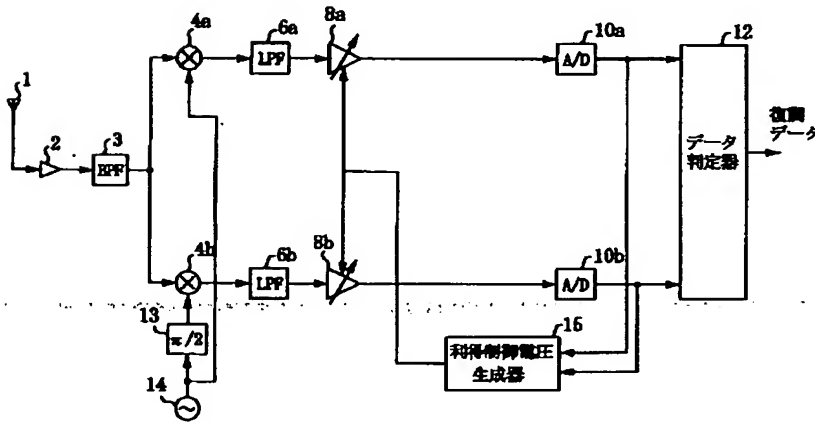 8a
4a
6a
10a
12
LPF
A/D
1
2
3
BPF
復調
データ
データ
判定器
4b
6b
8b
10b
LPF
A/D
13
π/2
15
利得制御電圧
生成器
14